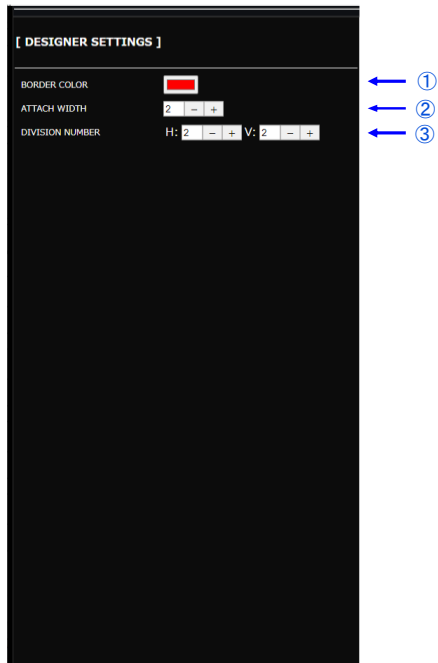 [ DESIGNER SETTINGS ]
BORDER COLOR ①
ATTACH WIDTH 2 − + ②
DIVISION NUMBER H: 2 − + V: 2 − + ③